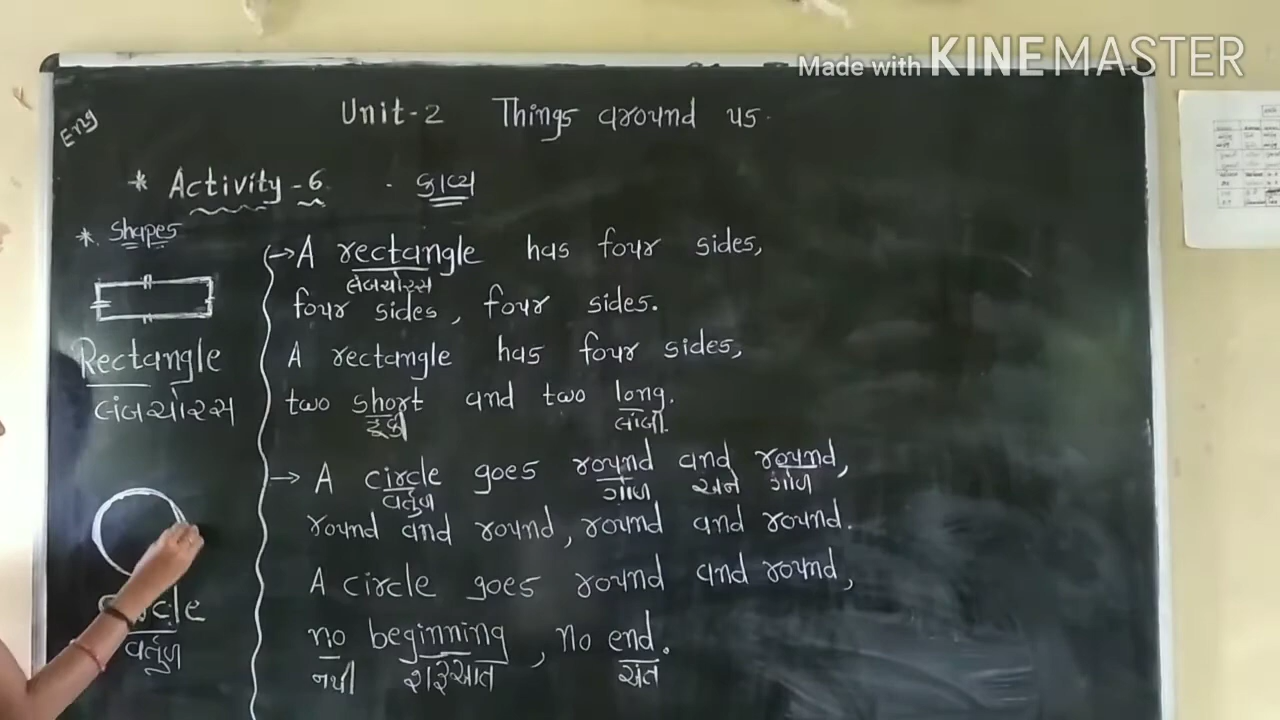 Made with KINEMASTER
Eng
Unit-2 Things around us.
* Activity-6 . કાવ્ય
* Shapes
Rectangle
લંબચોરસ
Circle
વર્તુળ
→ A rectangle has four sides,
લંબચોરસ
four sides, four sides.
A rectangle has four sides,
two short and two long.
ટૂંકી લાંબી
→ A circle goes round and round,
વર્તુળ ગોળ અને ગોળ
round and round, round and round.
A circle goes round and round,
no beginning, no end.
નથી શરૂઆત અંત